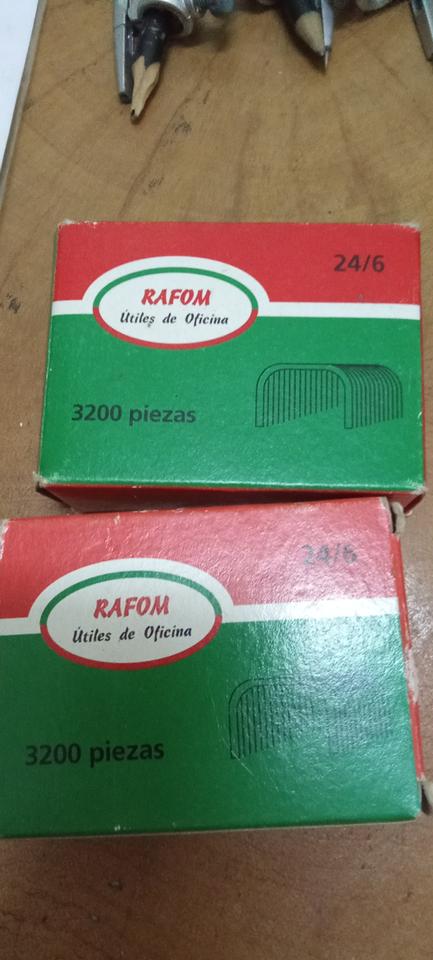 24/6
RAFOM
Útiles de Oficina
3200 piezas
24/6
RAFOM
Útiles de Oficina
3200 piezas